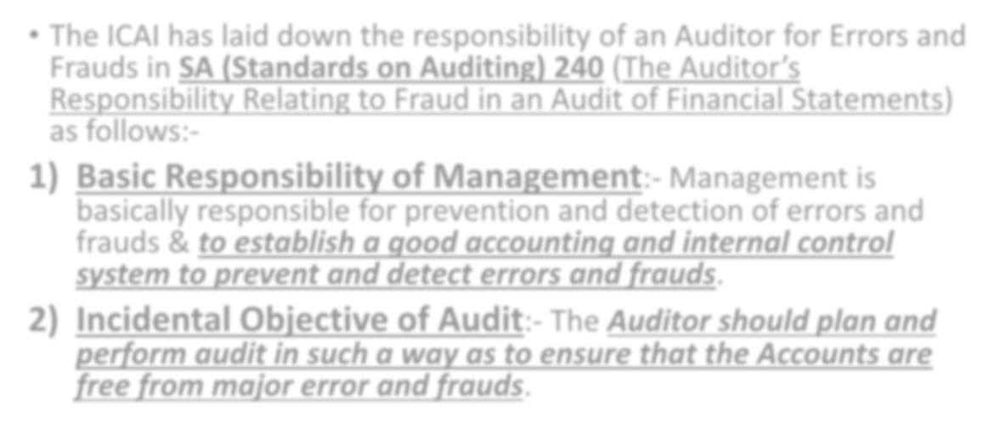 • The ICAI has laid down the responsibility of an Auditor for Errors and
Frauds in SA (Standards on Auditing) 240 (The Auditor's
Responsibility Relating to Fraud in an Audit of Financial Statements)
as follows:-
1) Basic Responsibility of Management:- Management is
basically responsible for prevention and detection of errors and
frauds & to establish a good accounting and internal control
system to prevent and detect errors and frauds.
2) Incidental Objective of Audit:- The Auditor should plan and
perform audit in such a way as to ensure that the Accounts are
free from major error and frauds.